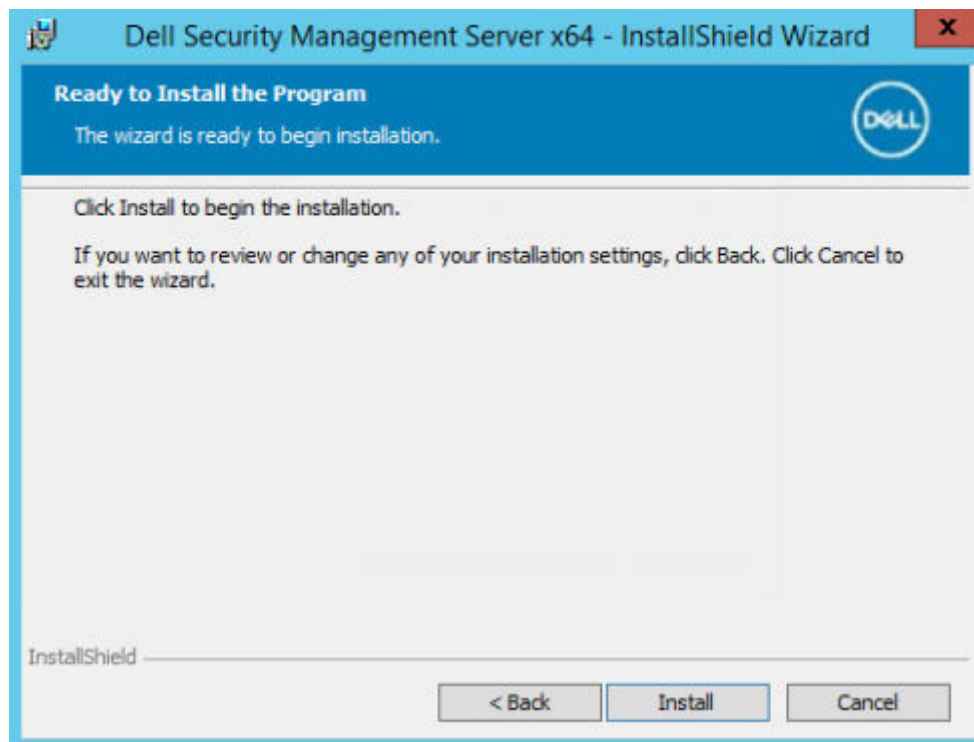 Dell Security Management Server x64 - InstallShield Wizard
x
Ready to Install the Program
The wizard is ready to begin installation.
DELL
Click Install to begin the installation.
If you want to review or change any of your installation settings, click Back. Click Cancel to
exit the wizard.
InstallShield
< Back
Install
Cancel